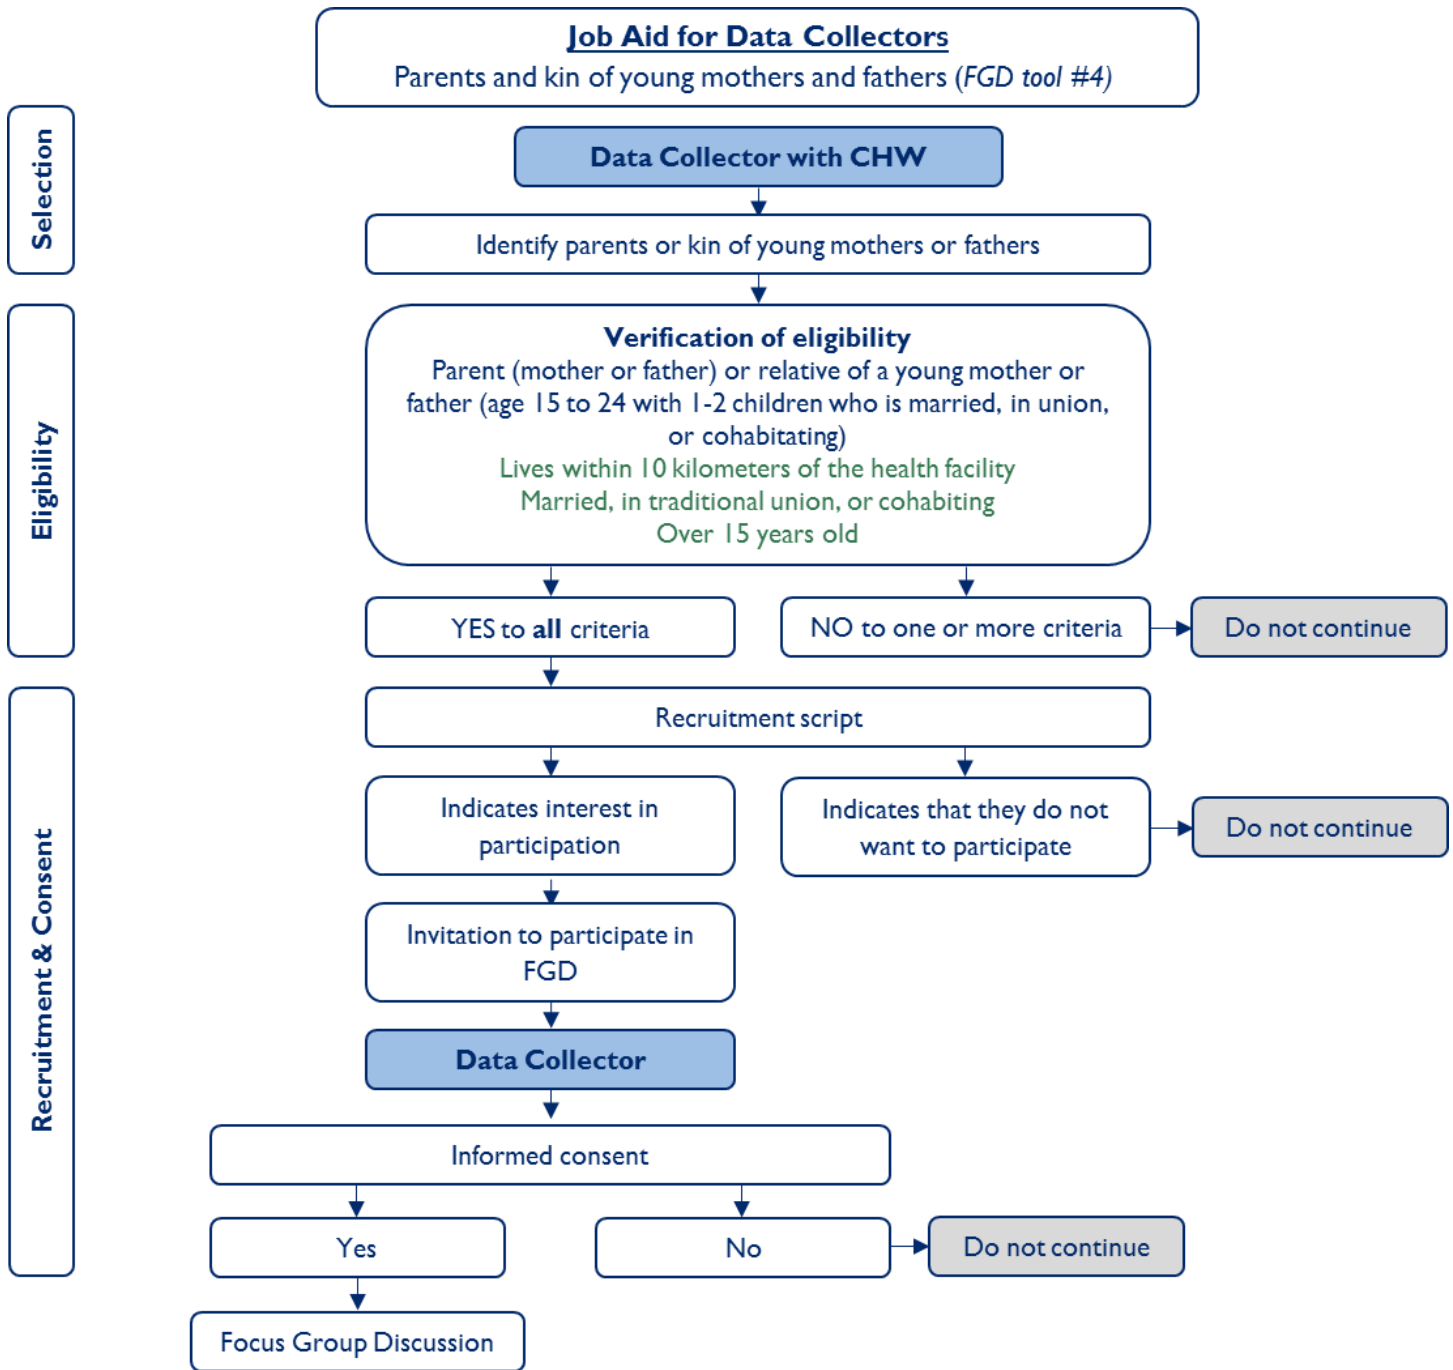 Job Aid for Data Collectors
Parents and kin of young mothers and fathers (FGD tool #4)
Selection
Data Collector with CHW
Identify parents or kin of young mothers or fathers
Eligibility
Verification of eligibility
Parent (mother or father) or relative of a young mother or
father (age 15 to 24 with 1-2 children who is married, in union,
or cohabitating)
Lives within 10 kilometers of the health facility
Married, in traditional union, or cohabiting
Over 15 years old
YES to all criteria
NO to one or more criteria
Do not continue
Recruitment & Consent
Recruitment script
Indicates interest in
participation
Indicates that they do not
want to participate
Do not continue
Invitation to participate in
FGD
Data Collector
Informed consent
Yes
No
Do not continue
Focus Group Discussion